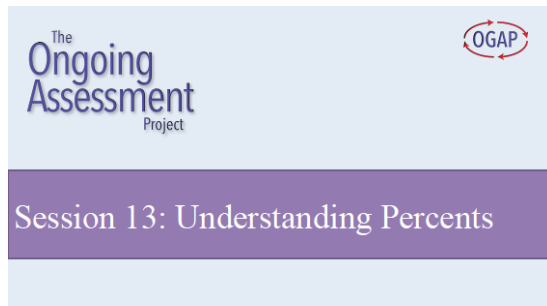 The
Ongoing
Assessment
Project
OGAP
Session 13: Understanding Percents